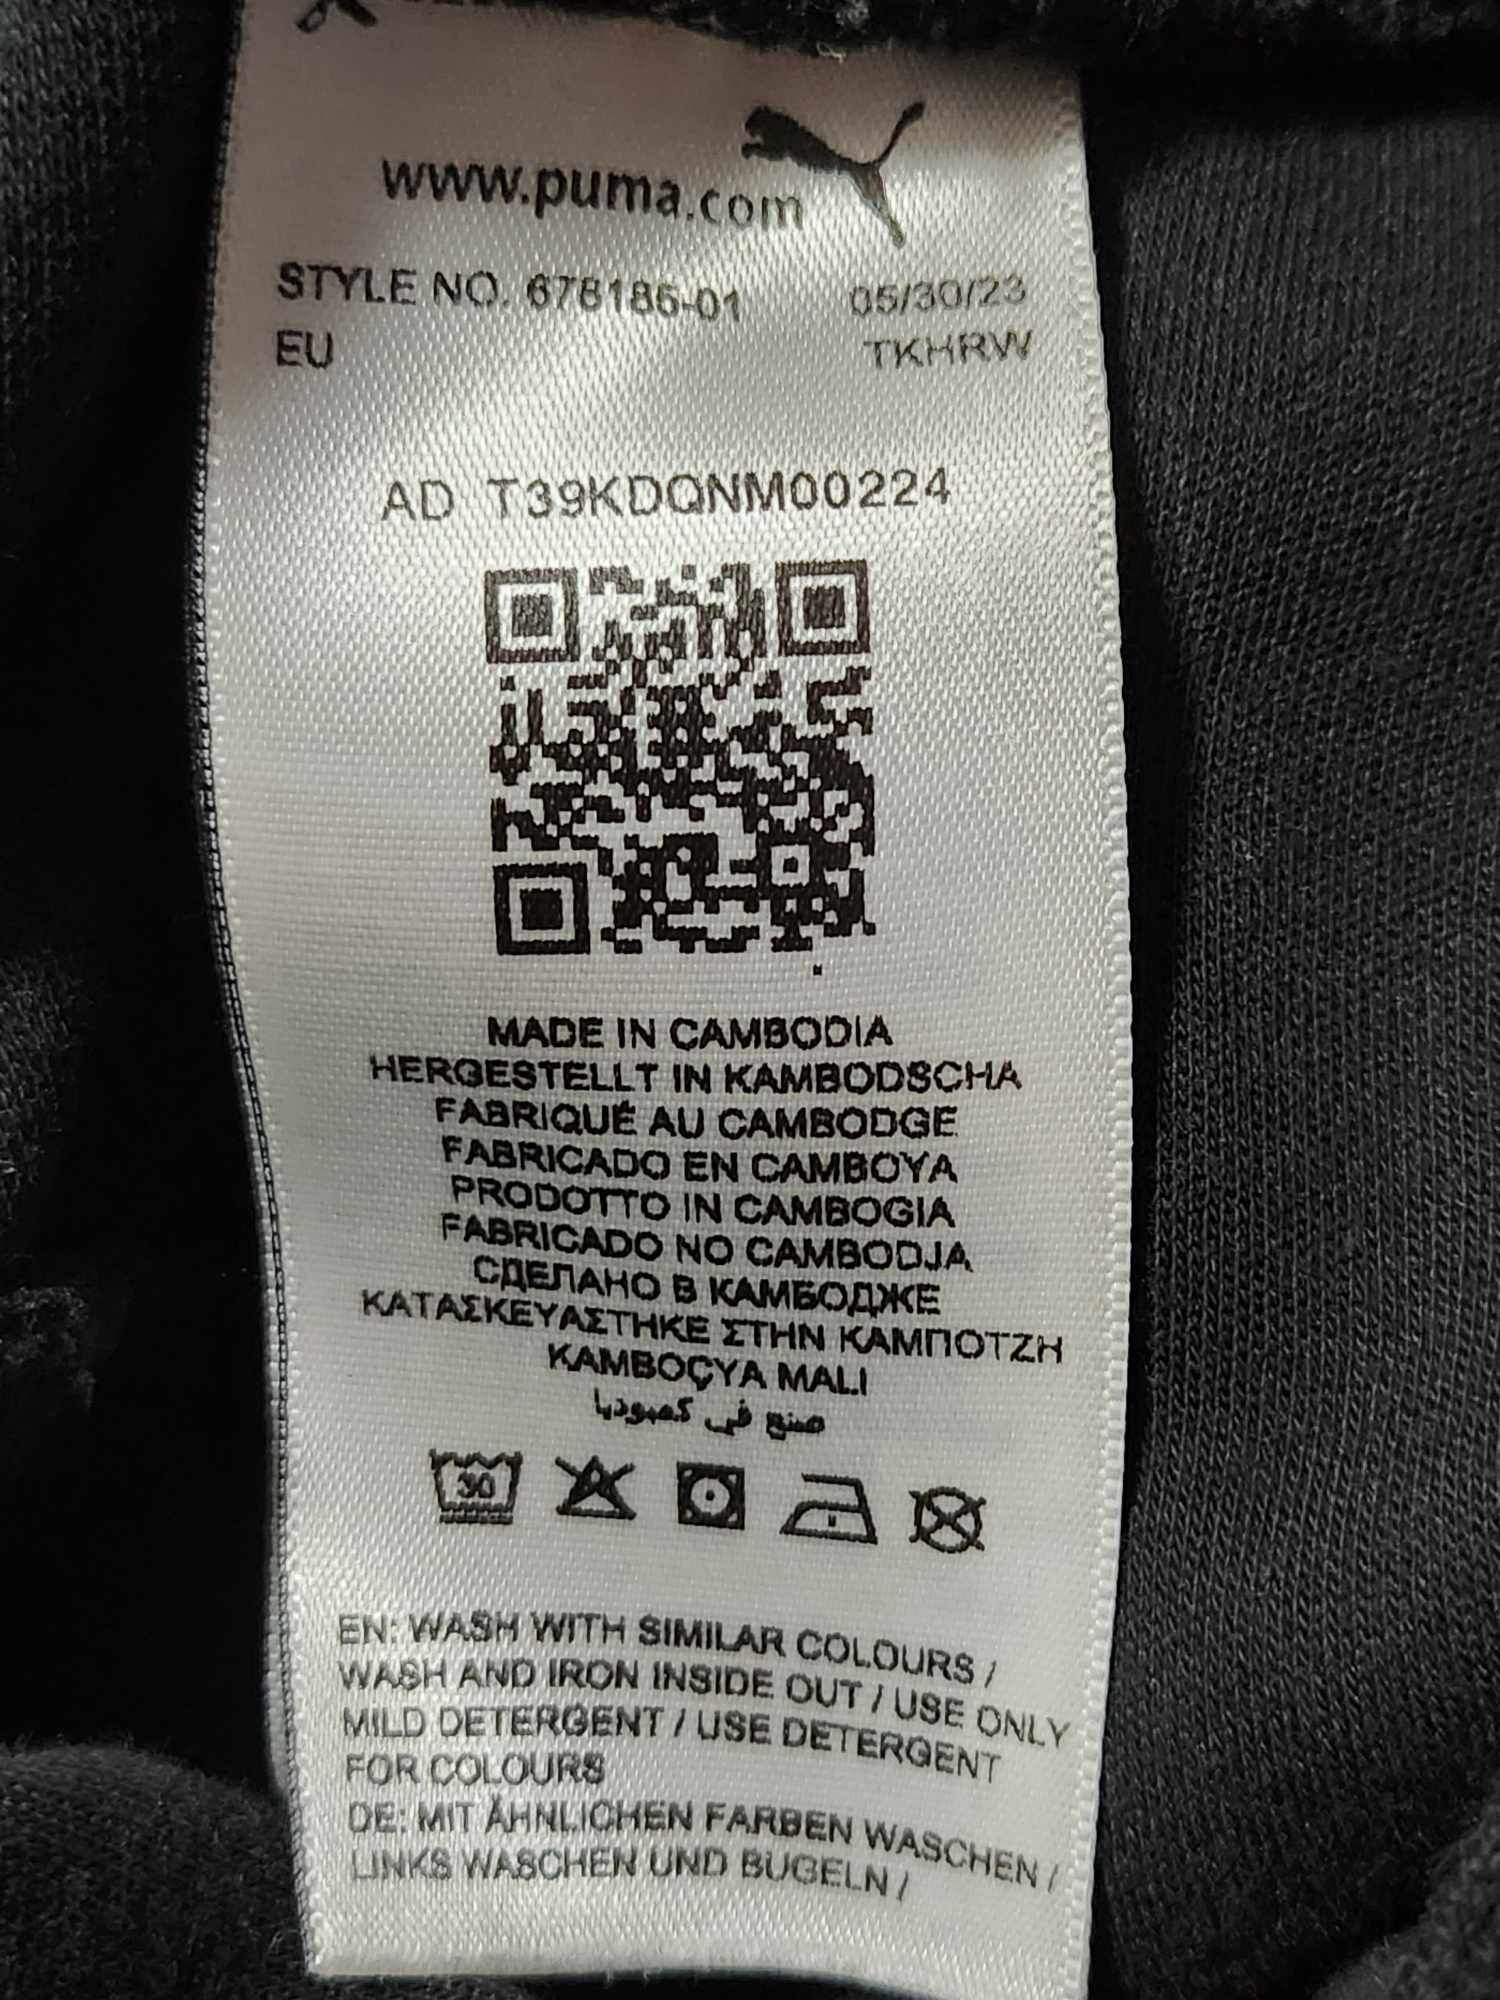 www.puma.com
STYLE NO. 678186-01 05/30/23
EU TKHRW
AD T39KDQNM00224
MADE IN CAMBODIA
HERGESTELLT IN KAMBODSCHA
FABRIQUÉ AU CAMBODGE
FABRICADO EN CAMBOYA
PRODOTTO IN CAMBOGIA
FABRICADO NO CAMBODJA
СДЕЛАНО В КАМБОДЖЕ
ΚΑΤΑΣΚΕΥΑΣΤΗΚΕ ΣΤΗΝ ΚΑΜΠΟΤΖΗ
KAMBOÇYA MALI
صنع في كمبوديا
30
EN: WASH WITH SIMILAR COLOURS /
WASH AND IRON INSIDE OUT / USE ONLY
MILD DETERGENT / USE DETERGENT
FOR COLOURS
DE: MIT ÄHNLICHEN FARBEN WASCHEN /
LINKS WASCHEN UND BÜGELN /